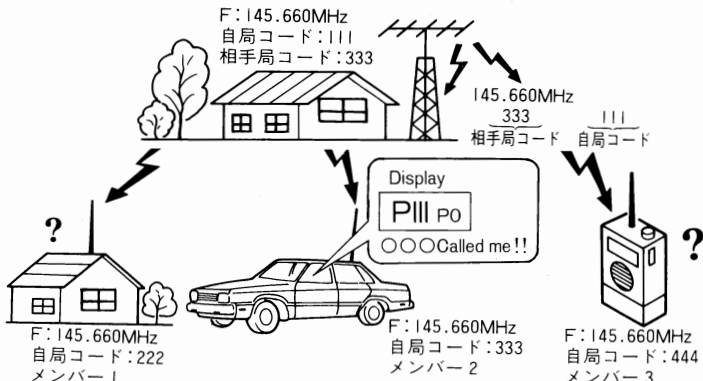 F:145.660MHz
自局コード:111
相手局コード:333
145.660MHz
333 111
相手局コード 自局コード
Display
P111 P0
○○○Called me!!
?
?
F:145.660MHz
自局コード:222
メンバー1
F:145.660MHz
自局コード:333
メンバー2
F:145.660MHz
自局コード:444
メンバー3